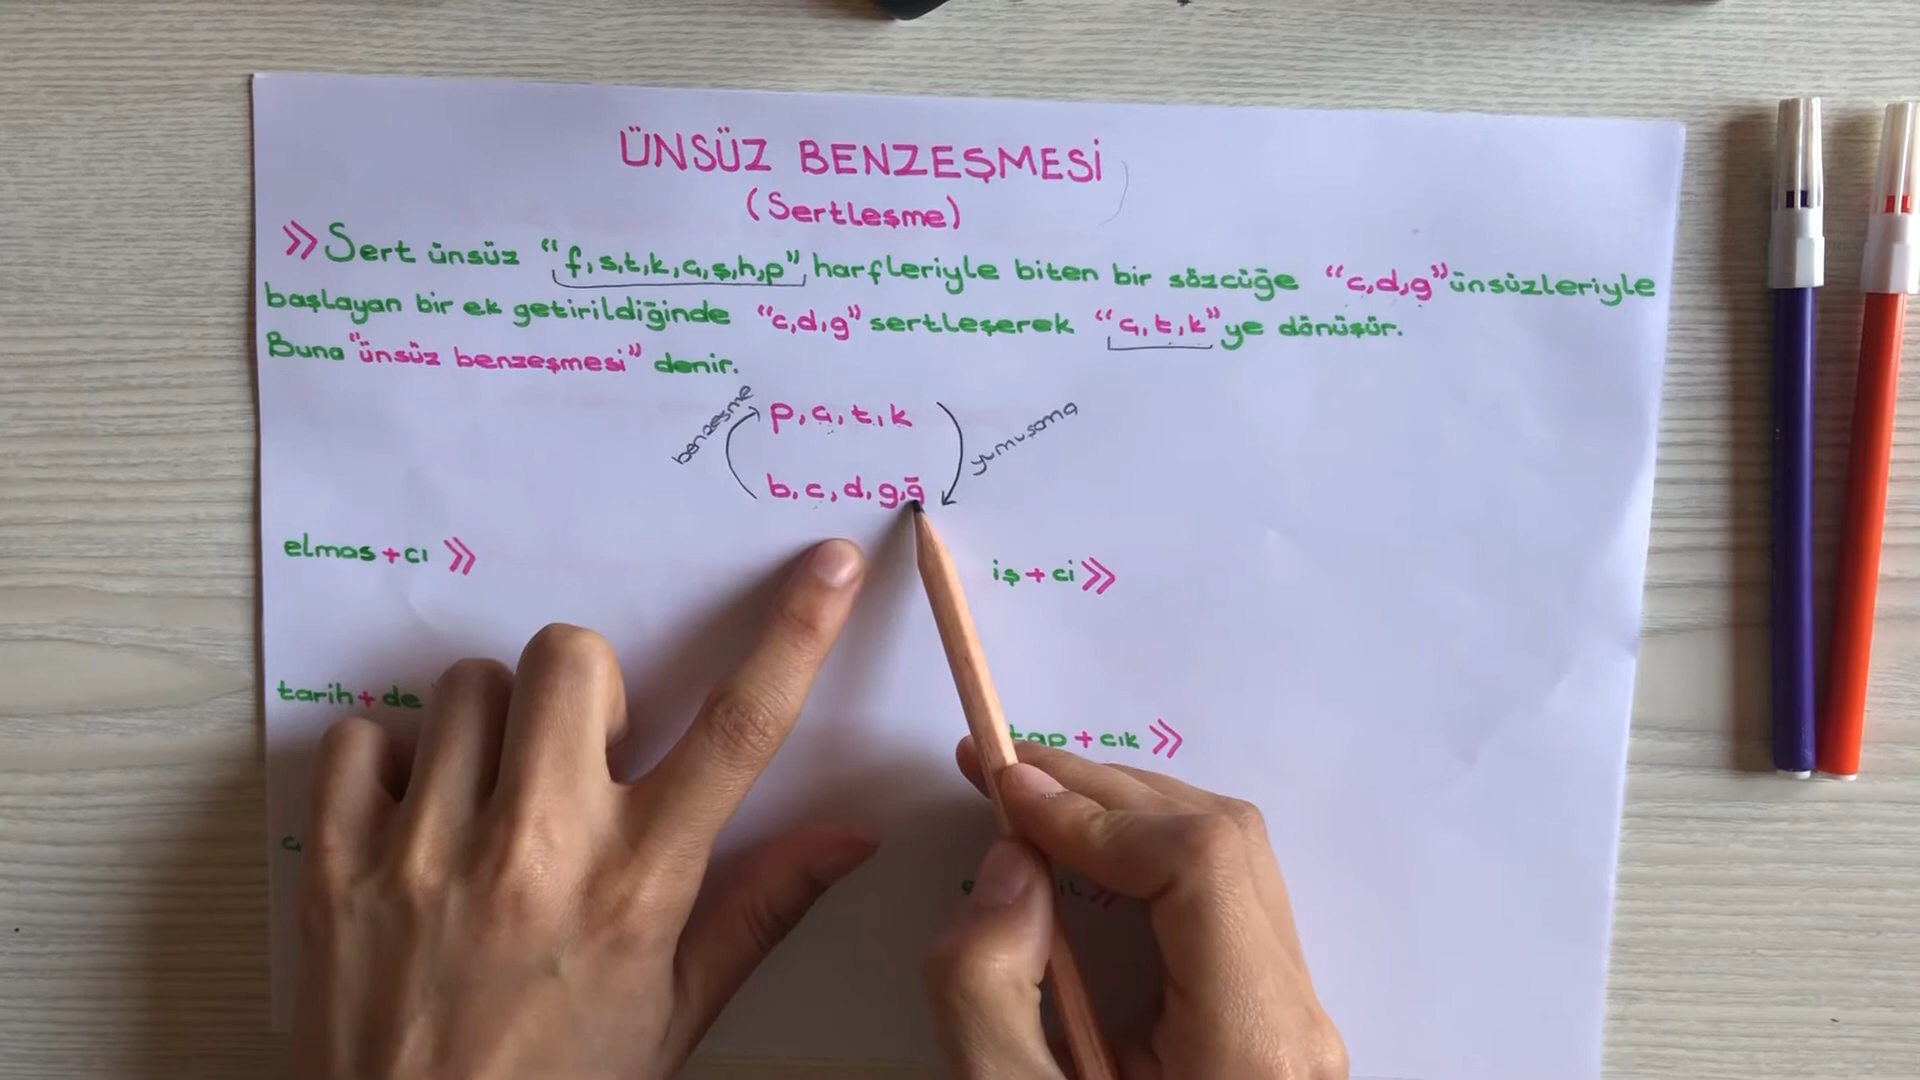 ÜNSÜZ BENZEŞMESİ
(Sertleşme)
» Sert ünsüz "f,s,t,k,ç,ş,h,p" harfleriyle biten bir sözcüğe "c,d,g" ünsüzleriyle
başlayan bir ek getirildiğinde "c,d,g" sertleşerek "ç,t,k" ye dönüşür.
Buna "ünsüz benzeşmesi" denir.
benzeşme
p, ç, t, k
yumuşama
b, c, d, g, ğ
elmas + cı »
iş + ci »
tarih + de
+ cık »